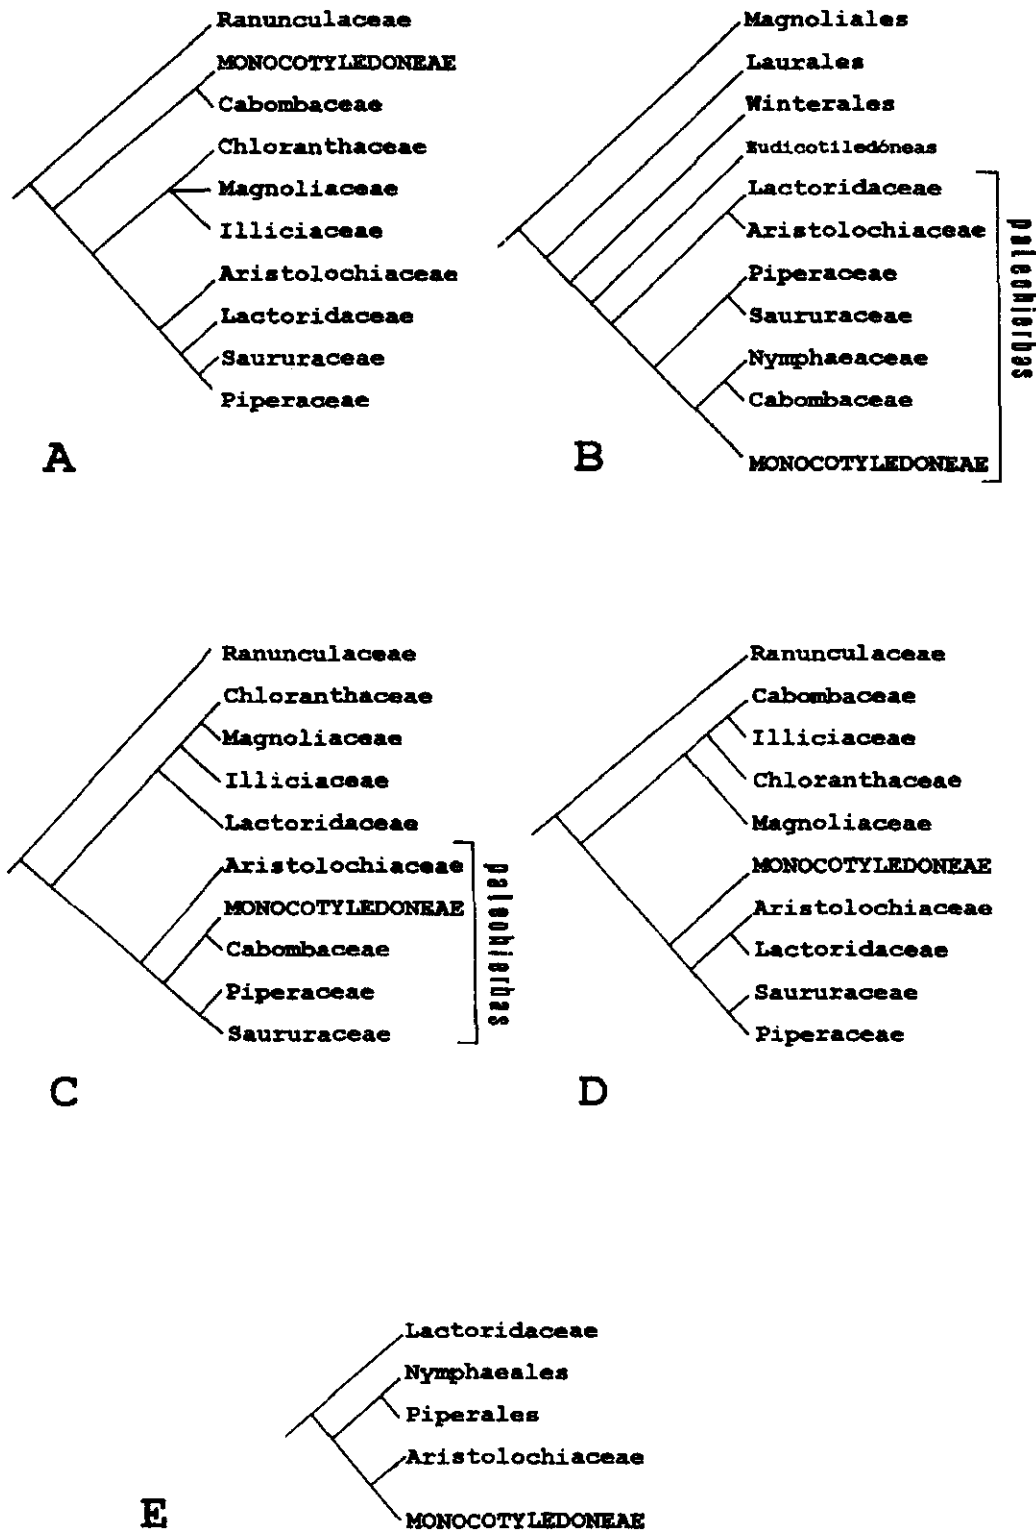 Ranunculaceae
MONOCOTYLEDONEAE
Cabombaceae
Chloranthaceae
Magnoliaceae
Illiciaceae
Aristolochiaceae
Lactoridaceae
Saururaceae
Piperaceae
A
Magnoliales
Laurales
Winterales
Eudicotiledóneas
Lactoridaceae
Aristolochiaceae
Piperaceae
Saururaceae
Nymphaeaceae
Cabombaceae
MONOCOTYLEDONEAE
paleohierbas
B
Ranunculaceae
Chloranthaceae
Magnoliaceae
Illiciaceae
Lactoridaceae
Aristolochiaceae
MONOCOTYLEDONEAE
Cabombaceae
Piperaceae
Saururaceae
paleohierbas
C
Ranunculaceae
Cabombaceae
Illiciaceae
Chloranthaceae
Magnoliaceae
MONOCOTYLEDONEAE
Aristolochiaceae
Lactoridaceae
Saururaceae
Piperaceae
D
Lactoridaceae
Nymphaeales
Piperales
Aristolochiaceae
MONOCOTYLEDONEAE
E